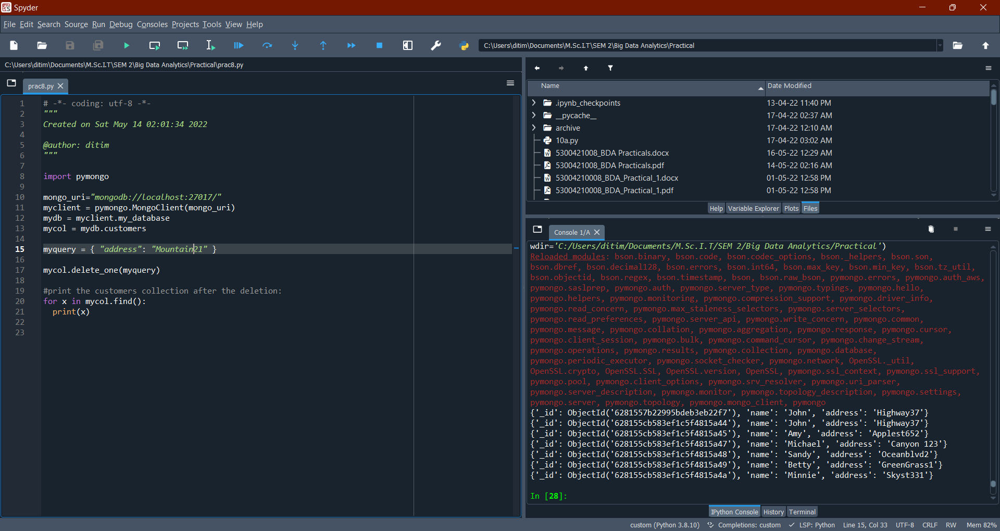 Spyder
File Edit Search Source Run Debug Consoles Projects Tools View Help
C:\Users\ditim\Documents\M.Sc.I.T\SEM 2\Big Data Analytics\Practical
C:\Users\ditim\Documents\M.Sc.I.T\SEM 2\Big Data Analytics\Practical\prac8.py
prac8.py
1 # -*- coding: utf-8 -*-
2 """
3 Created on Sat May 14 02:01:34 2022
4
5 @author: ditim
6 """
7
8 import pymongo
9
10 mongo_uri="mongodb://localhost:27017/"
11 myclient = pymongo.MongoClient(mongo_uri)
12 mydb = myclient.my_database
13 mycol = mydb.customers
14
15 myquery = { "address": "Mountain21" }
16
17 mycol.delete_one(myquery)
18
19 #print the customers collection after the deletion:
20 for x in mycol.find():
21   print(x)
22
23
Name Date Modified
.ipynb_checkpoints 13-04-22 11:40 PM
__pycache__ 17-04-22 02:37 AM
archive 17-04-22 12:10 AM
10a.py 17-04-22 03:02 AM
5300421008_BDA Practicals.docx 16-05-22 12:29 AM
5300421008_BDA Practicals.pdf 14-05-22 02:16 AM
53004210008_BDA_Practical_1.docx 01-05-22 12:58 PM
53004210008_BDA_Practical_1.pdf 01-05-22 12:58 PM
Help Variable Explorer Plots Files
Console 1/A
wdir='C:/Users/ditim/Documents/M.Sc.I.T/SEM 2/Big Data Analytics/Practical')
Reloaded modules: bson.binary, bson.code, bson.codec_options, bson._helpers, bson.son,
bson.dbref, bson.decimal128, bson.errors, bson.int64, bson.max_key, bson.min_key, bson.tz_util,
bson.objectid, bson.regex, bson.timestamp, bson, bson.raw_bson, pymongo.errors, pymongo.auth_aws,
pymongo.saslprep, pymongo.auth, pymongo.server_type, pymongo.typings, pymongo.hello,
pymongo.helpers, pymongo.monitoring, pymongo.compression_support, pymongo.driver_info,
pymongo.read_concern, pymongo.max_staleness_selectors, pymongo.server_selectors,
pymongo.read_preferences, pymongo.server_api, pymongo.write_concern, pymongo.common,
pymongo.message, pymongo.collation, pymongo.aggregation, pymongo.response, pymongo.cursor,
pymongo.client_session, pymongo.bulk, pymongo.command_cursor, pymongo.change_stream,
pymongo.operations, pymongo.results, pymongo.collection, pymongo.database,
pymongo.periodic_executor, pymongo.socket_checker, pymongo.network, OpenSSL._util,
OpenSSL.crypto, OpenSSL.SSL, OpenSSL.version, OpenSSL, pymongo.ssl_context, pymongo.ssl_support,
pymongo.pool, pymongo.client_options, pymongo.srv_resolver, pymongo.uri_parser,
pymongo.server_description, pymongo.monitor, pymongo.topology_description, pymongo.settings,
pymongo.server, pymongo.topology, pymongo.mongo_client, pymongo
{'_id': ObjectId('6281557b22995bdeb3eb22f7'), 'name': 'John', 'address': 'Highway37'}
{'_id': ObjectId('628155cb583ef1c5f4815a44'), 'name': 'John', 'address': 'Highway37'}
{'_id': ObjectId('628155cb583ef1c5f4815a45'), 'name': 'Amy', 'address': 'Applest652'}
{'_id': ObjectId('628155cb583ef1c5f4815a47'), 'name': 'Michael', 'address': 'Canyon 123'}
{'_id': ObjectId('628155cb583ef1c5f4815a48'), 'name': 'Sandy', 'address': 'Oceanblvd2'}
{'_id': ObjectId('628155cb583ef1c5f4815a49'), 'name': 'Betty', 'address': 'GreenGrass1'}
{'_id': ObjectId('628155cb583ef1c5f4815a4a'), 'name': 'Minnie', 'address': 'Skyst331'}
In [28]:
IPython Console History Terminal
custom (Python 3.8.10) Completions: custom LSP: Python Line 15, Col 33 UTF-8 CRLF RW Mem 82%